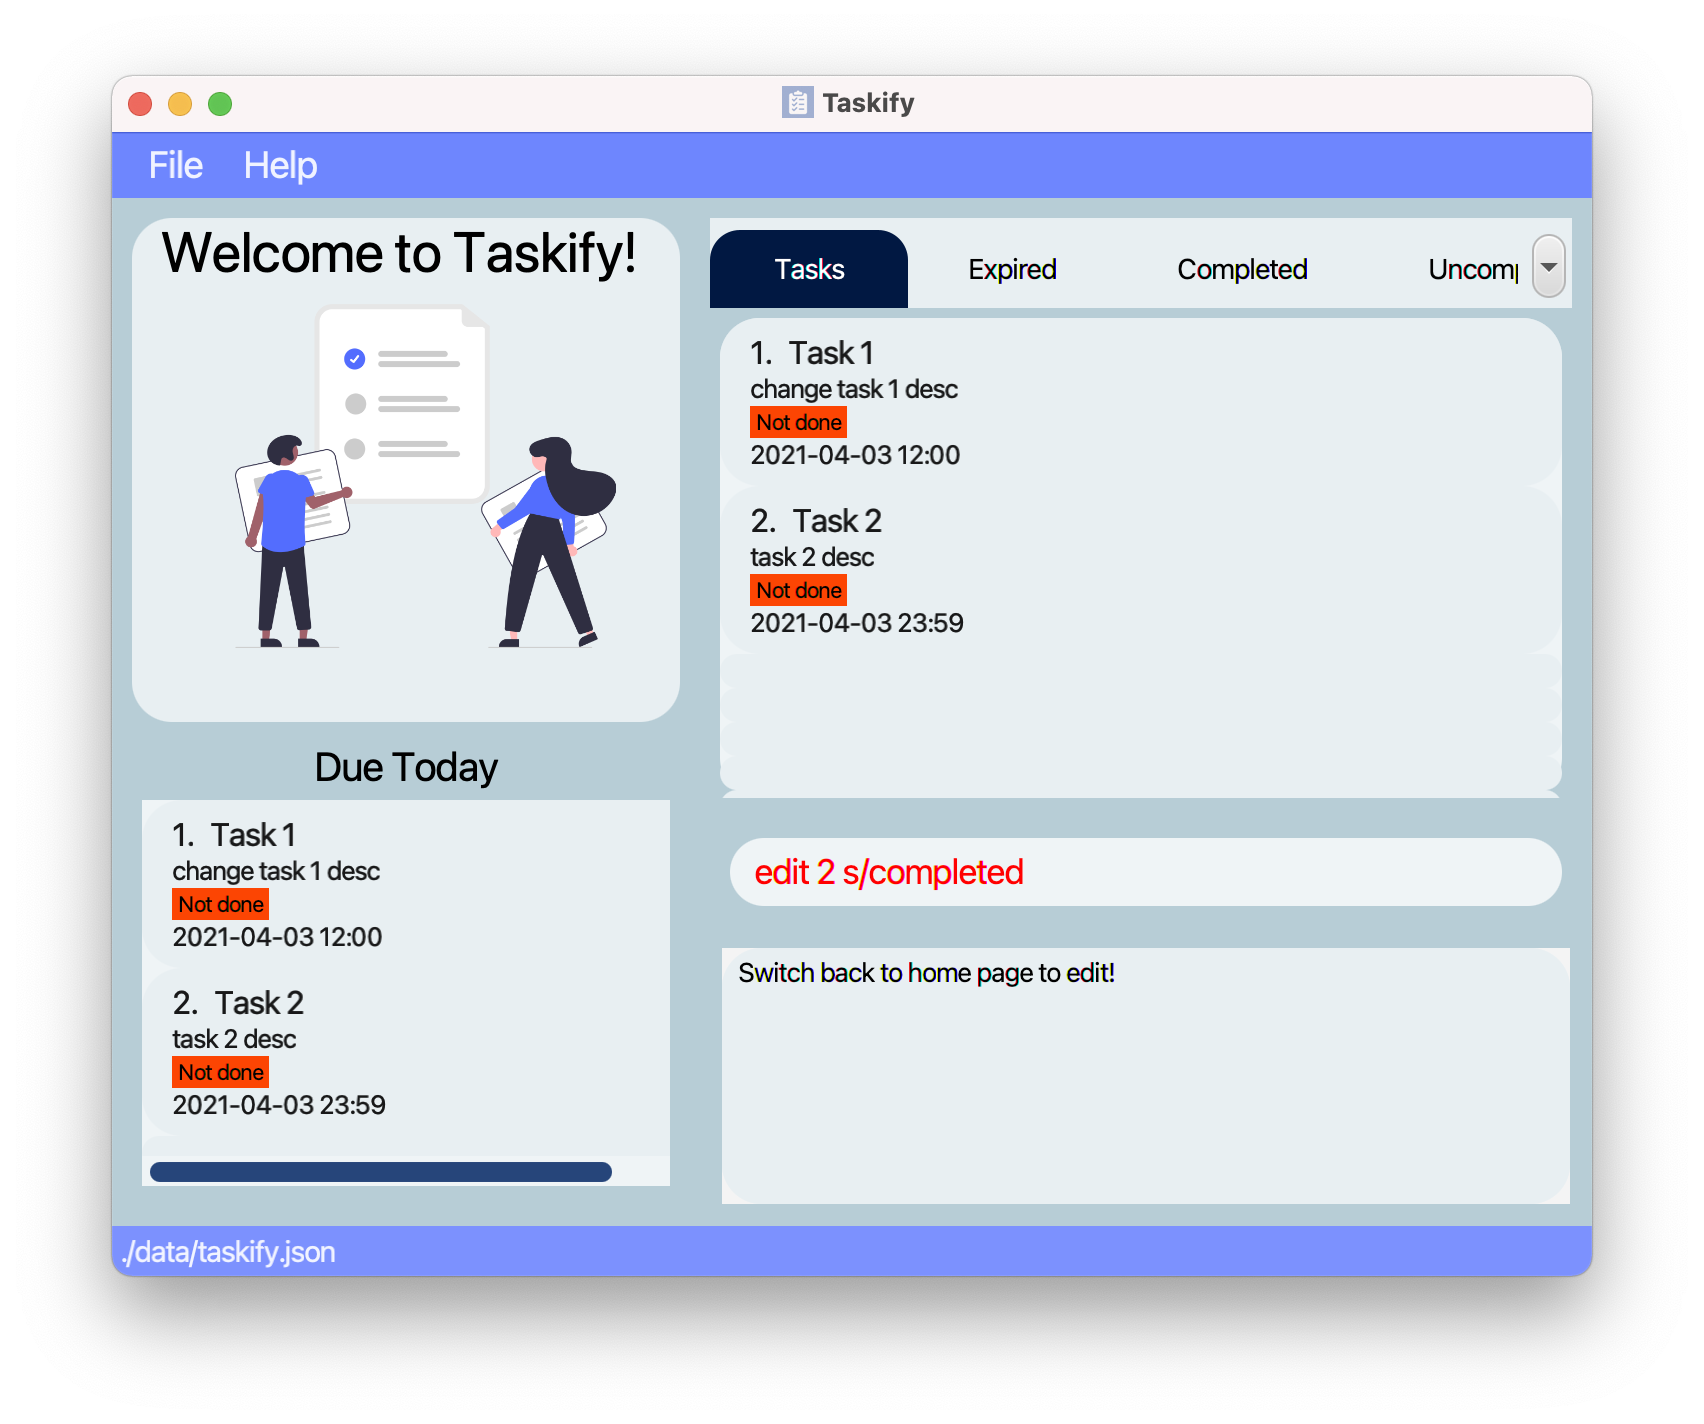 Taskify
File Help
Welcome to Taskify!
Due Today
1. Task 1
change task 1 desc
Not done
2021-04-03 12:00
2. Task 2
task 2 desc
Not done
2021-04-03 23:59
Tasks Expired Completed Uncomp
1. Task 1
change task 1 desc
Not done
2021-04-03 12:00
2. Task 2
task 2 desc
Not done
2021-04-03 23:59
edit 2 s/completed
Switch back to home page to edit!
./data/taskify.json